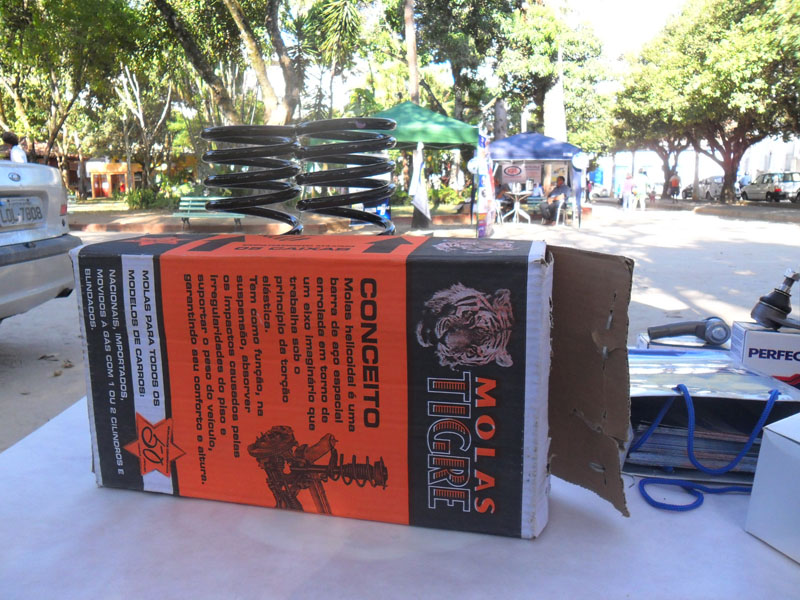 MOLAS
TIGRE
CONCEITO
Molas helicoidal é uma
barra de aço especial
enrolada em torno de
um eixo imaginário que
trabalha sob o
princípio da torção
elástica.
Tem como função, na
suspensão, absorver
os impactos causados pelas
irregularidades do piso e
suportar o peso do veículo,
garantindo seu conforto e altura.
MOLAS PARA TODOS OS
MODELOS DE CARROS:
NACIONAIS, IMPORTADOS,
MOVIDOS A GÁS COM 1 OU 2 CILINDROS E
BLINDADOS.
60
OS CAIXAS
PERFEC